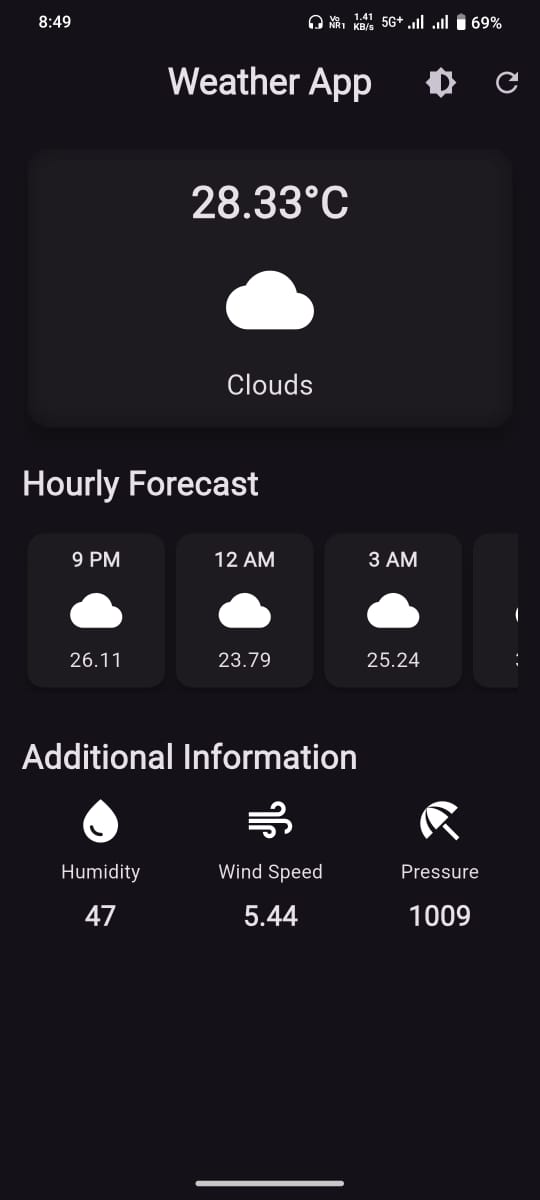 8:49 Vo NR1 1.41 KB/s 5G+ 69%
Weather App
28.33°C
Clouds
Hourly Forecast
9 PM 12 AM 3 AM
26.11 23.79 25.24
Additional Information
Humidity Wind Speed Pressure
47 5.44 1009